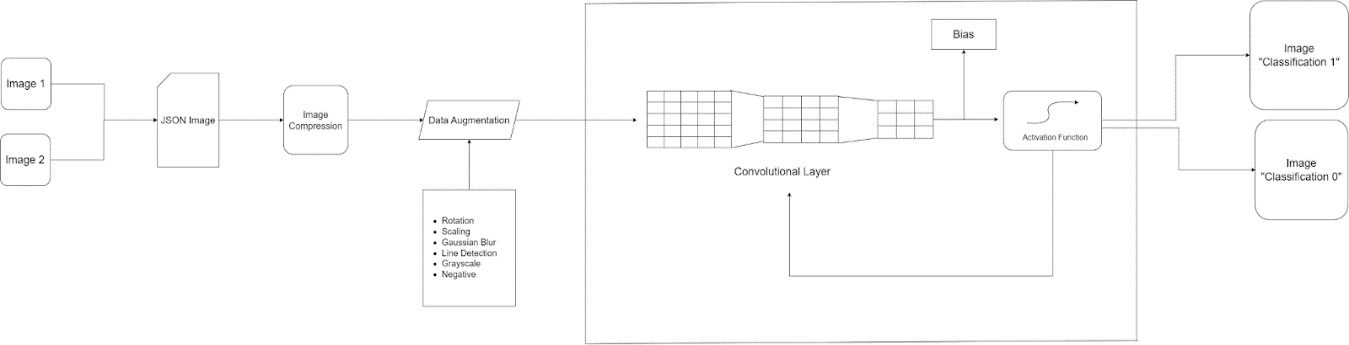 Image 1
Image 2
JSON Image
Image
Compression
Data Augmentation
• Rotation
• Scaling
• Gaussian Blur
• Line Detection
• Grayscale
• Negative
Convolutional Layer
Bias
Activation Function
Image
"Classification 1"
Image
"Classification 0"